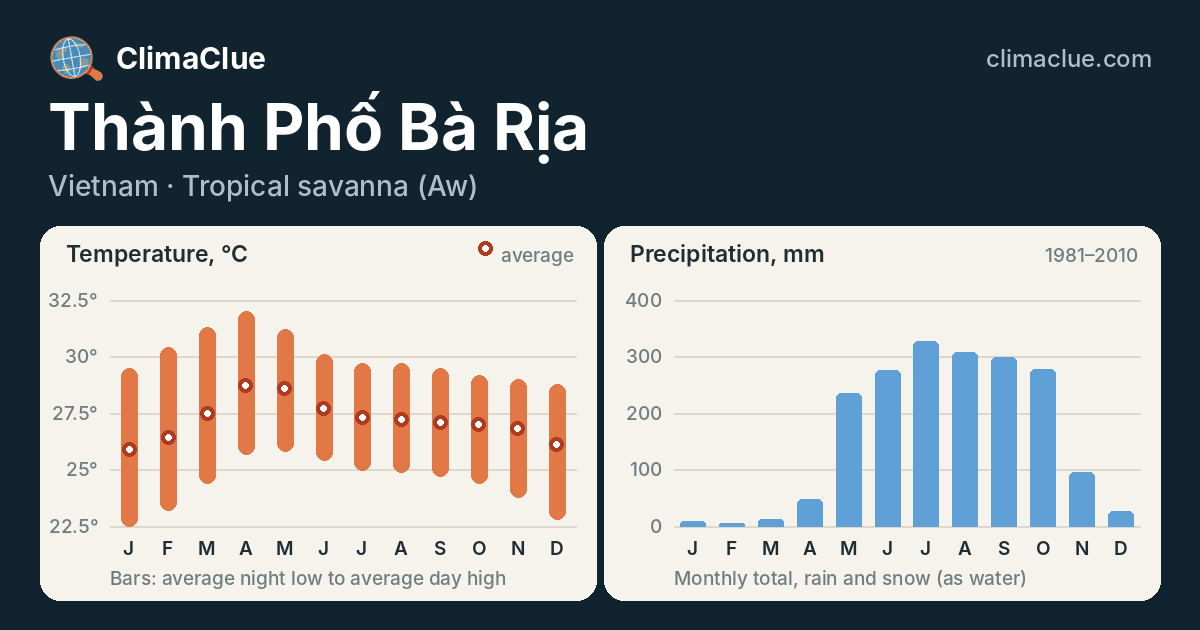 ClimaClue
climaclue.com
Thành Phố Bà Rịa
Vietnam · Tropical savanna (Aw)
Temperature, °C
average
32.5°
30°
27.5°
25°
22.5°
J F M A M J J A S O N D
Bars: average night low to average day high
Precipitation, mm
1981–2010
400
300
200
100
0
J F M A M J J A S O N D
Monthly total, rain and snow (as water)